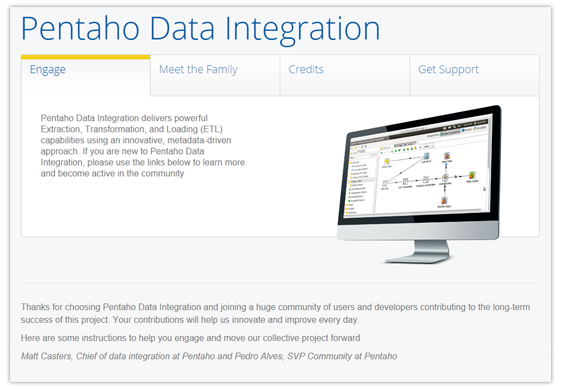 Pentaho Data Integration
Engage
Meet the Family
Credits
Get Support
Pentaho Data Integration delivers powerful
Extraction, Transformation, and Loading (ETL)
capabilities using an innovative, metadata-driven
approach. If you are new to Pentaho Data
Integration, please use the links below to learn more
and become active in the community
Thanks for choosing Pentaho Data Integration and joining a huge community of users and developers contributing to the long-term
success of this project. Your contributions will help us innovate and improve every day.
Here are some instructions to help you engage and move our collective project forward.
Matt Casters, Chief of data integration at Pentaho and Pedro Alves, SVP Community at Pentaho